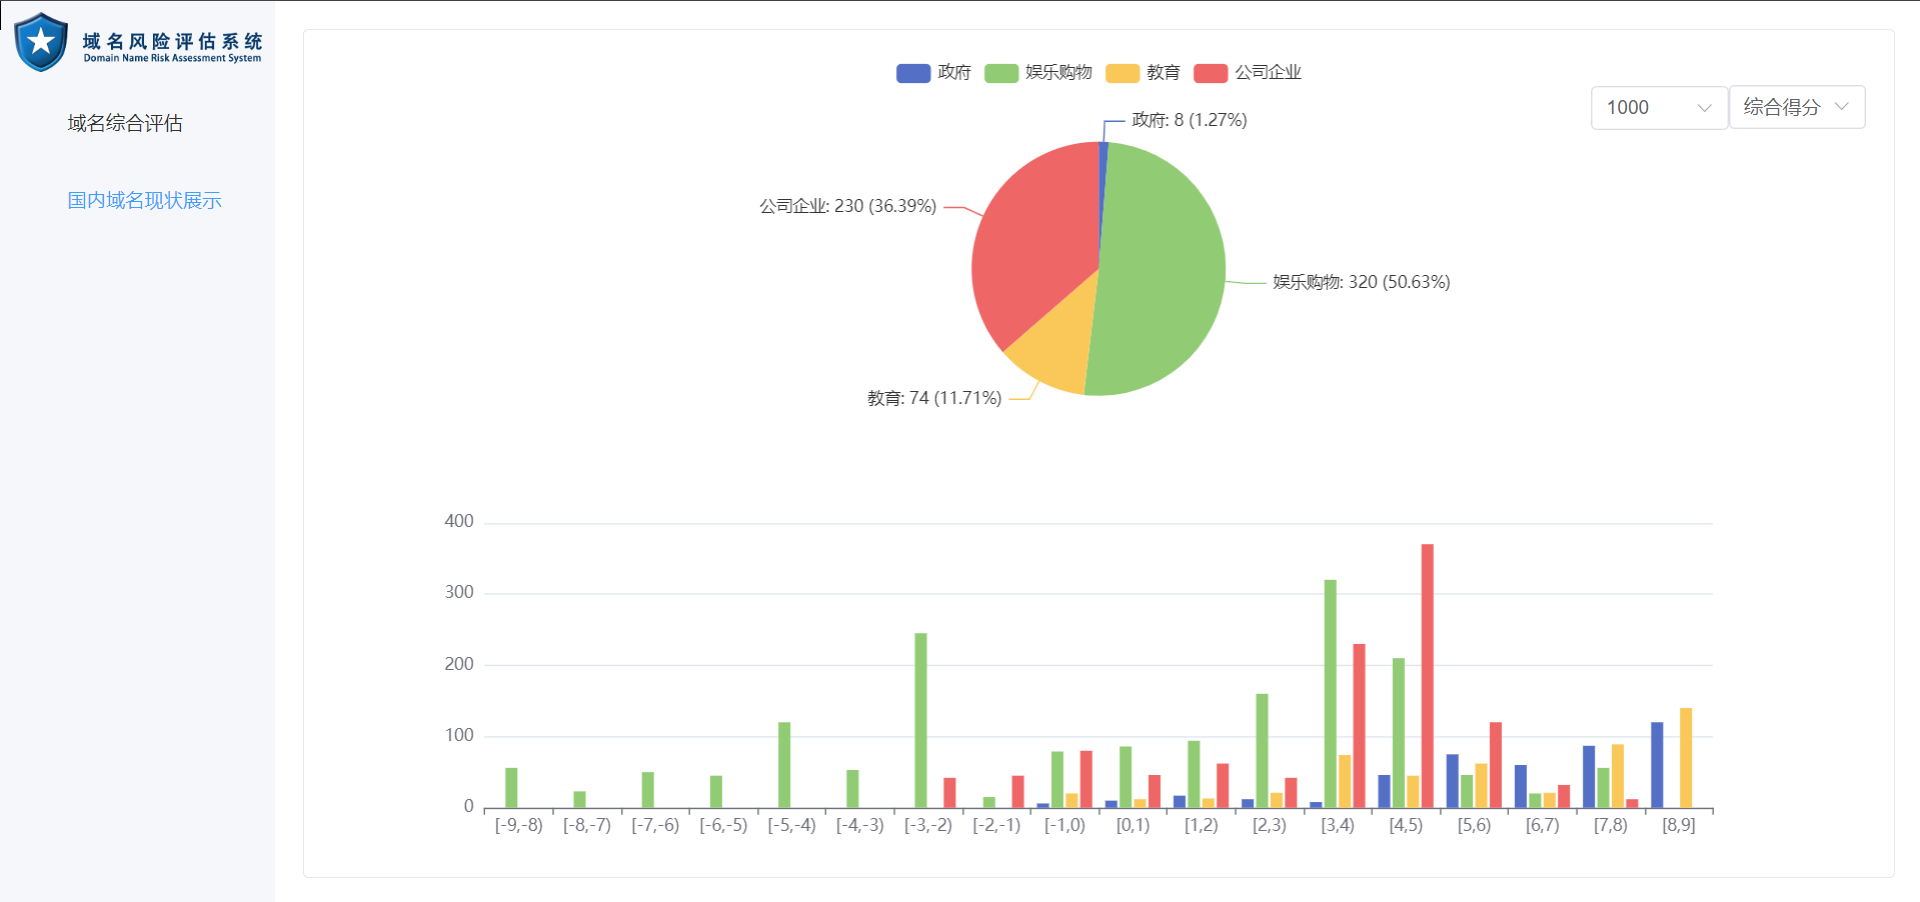 域名风险评估系统
Domain Name Risk Assessment System
域名综合评估
国内域名现状展示
政府 娱乐购物 教育 公司企业
1000 综合得分
政府: 8 (1.27%)
公司企业: 230 (36.39%)
娱乐购物: 320 (50.63%)
教育: 74 (11.71%)
400
300
200
100
0
[-9,-8) [-8,-7) [-7,-6) [-6,-5) [-5,-4) [-4,-3) [-3,-2) [-2,-1) [-1,0) [0,1) [1,2) [2,3) [3,4) [4,5) [5,6) [6,7) [7,8) [8,9]